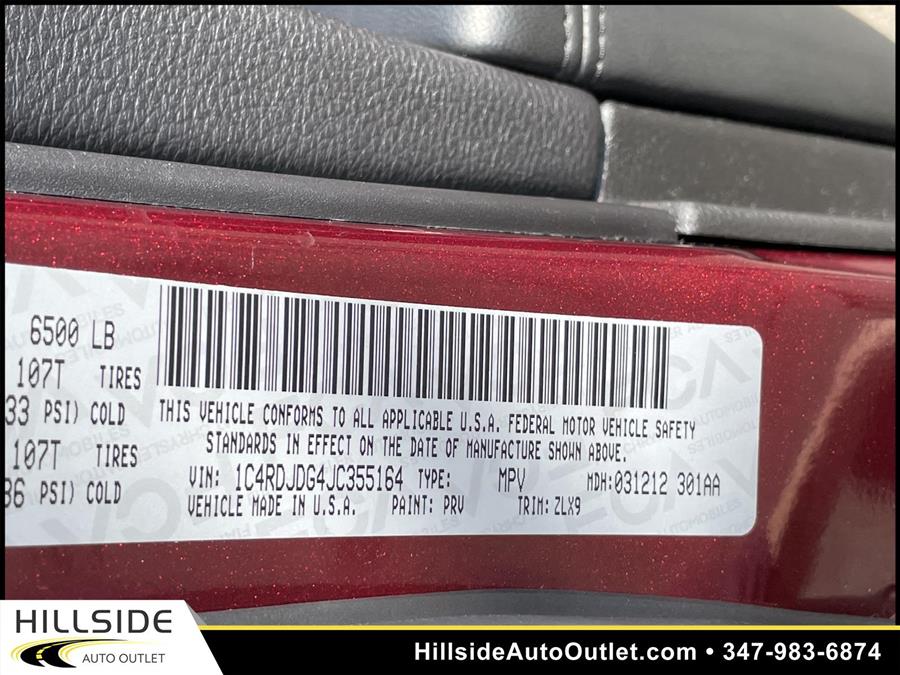 6500 LB
107T TIRES
33 PSI) COLD
107T TIRES
36 PSI) COLD
THIS VEHICLE CONFORMS TO ALL APPLICABLE U.S.A. FEDERAL MOTOR VEHICLE SAFETY
STANDARDS IN EFFECT ON THE DATE OF MANUFACTURE SHOWN ABOVE.
VIN: 1C4RDJDG4JC355164 TYPE: MPV MDH:031212 301AA
VEHICLE MADE IN U.S.A. PAINT: PRV TRIM: ZLX9
HILLSIDE
AUTO OUTLET
HillsideAutoOutlet.com • 347-983-6874